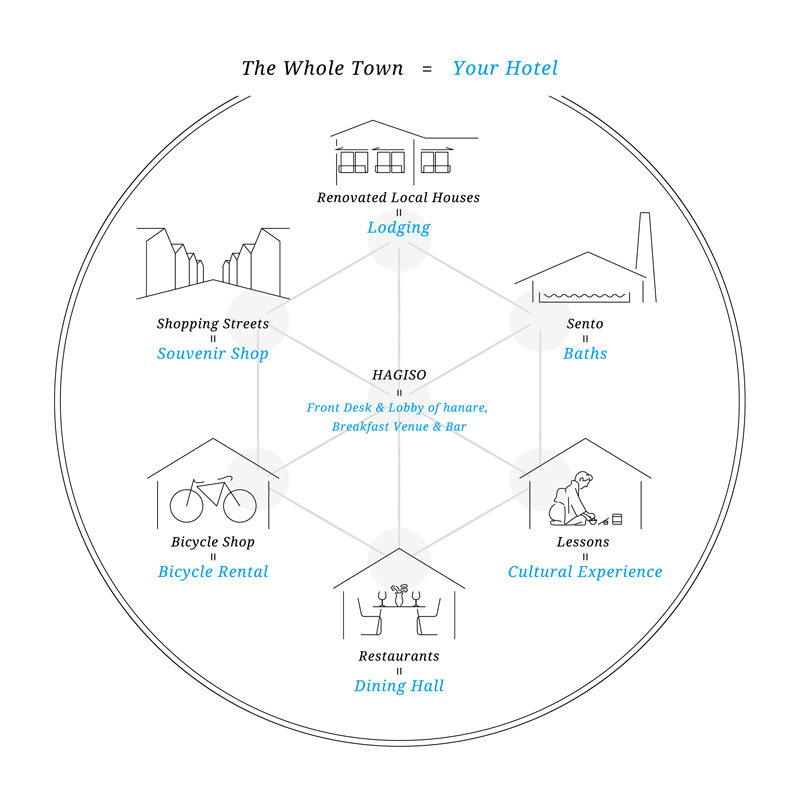 The Whole Town = Your Hotel
Renovated Local Houses
=
Lodging
Shopping Streets
=
Souvenir Shop
Sento
=
Baths
HAGISO
=
Front Desk & Lobby of hanare,
Breakfast Venue & Bar
Bicycle Shop
=
Bicycle Rental
Lessons
=
Cultural Experience
Restaurants
=
Dining Hall